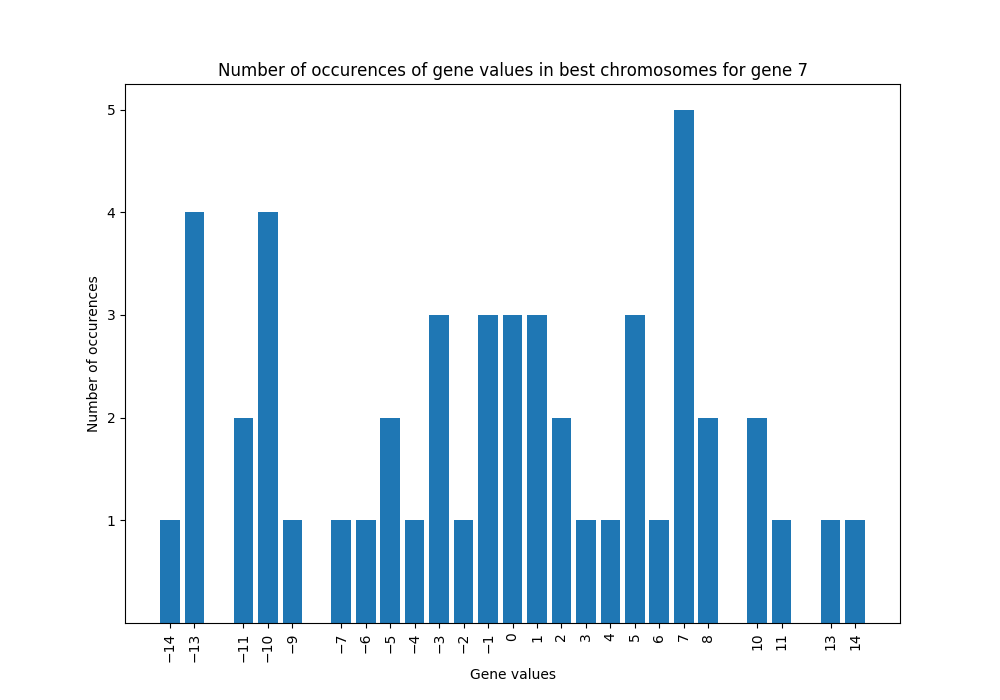 Number of occurences of gene values in best chromosomes for gene 7
Number of occurences
5
4
3
2
1
−14 −13 −11 −10 −9 −7 −6 −5 −4 −3 −2 −1 0 1 2 3 4 5 6 7 8 10 11 13 14
Gene values